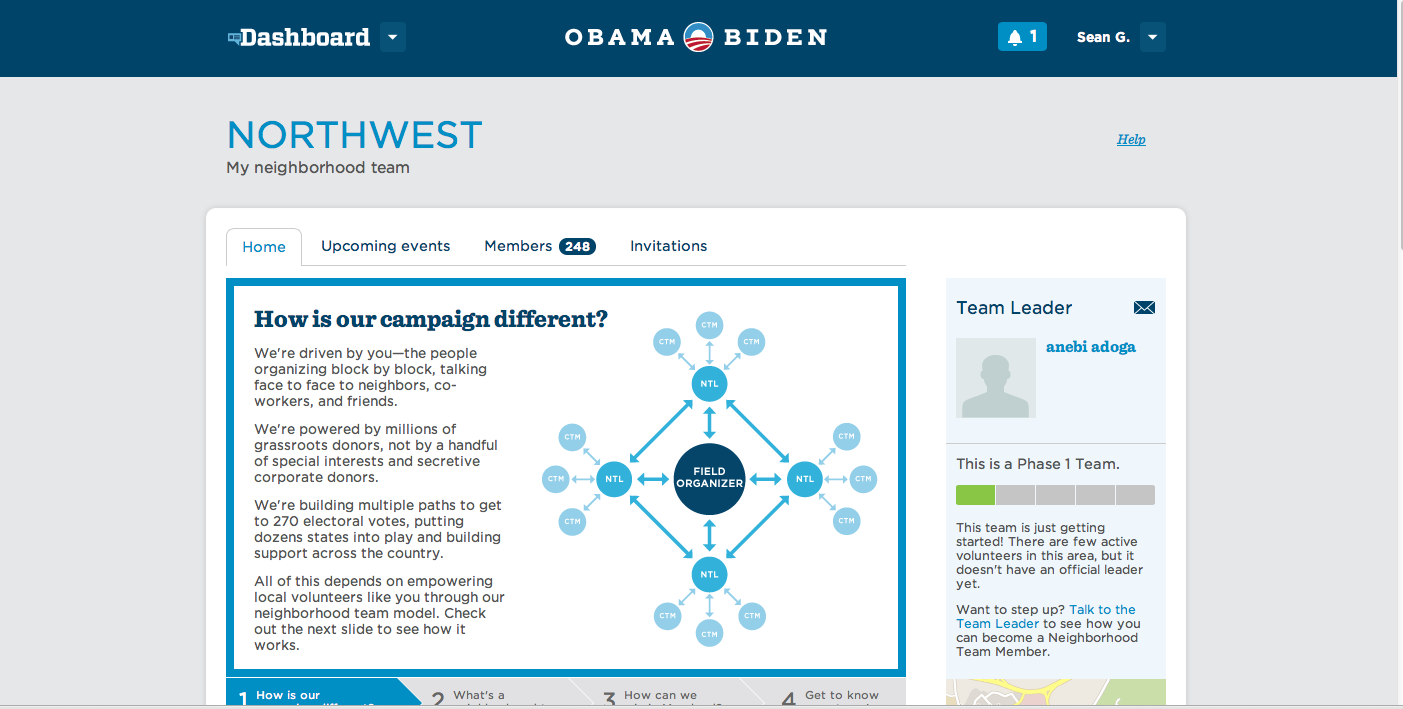 Dashboard
OBAMA BIDEN
1
Sean G.
NORTHWEST
My neighborhood team
Help
Home
Upcoming events
Members 248
Invitations
How is our campaign different?
We're driven by you—the people
organizing block by block, talking
face to face to neighbors, co-
workers, and friends.
We're powered by millions of
grassroots donors, not by a handful
of special interests and secretive
corporate donors.
We're building multiple paths to get
to 270 electoral votes, putting
dozens states into play and building
support across the country.
All of this depends on empowering
local volunteers like you through our
neighborhood team model. Check
out the next slide to see how it
works.
CTM
CTM
CTM
NTL
CTM
CTM
CTM
NTL
FIELD
ORGANIZER
NTL
CTM
CTM
CTM
NTL
CTM
CTM
CTM
Team Leader
anebi adoga
This is a Phase 1 Team.
This team is just getting
started! There are few active
volunteers in this area, but it
doesn't have an official leader
yet.
Want to step up? Talk to the
Team Leader to see how you
can become a Neighborhood
Team Member.
1 How is our
2 What's a
3 How can we
4 Get to know